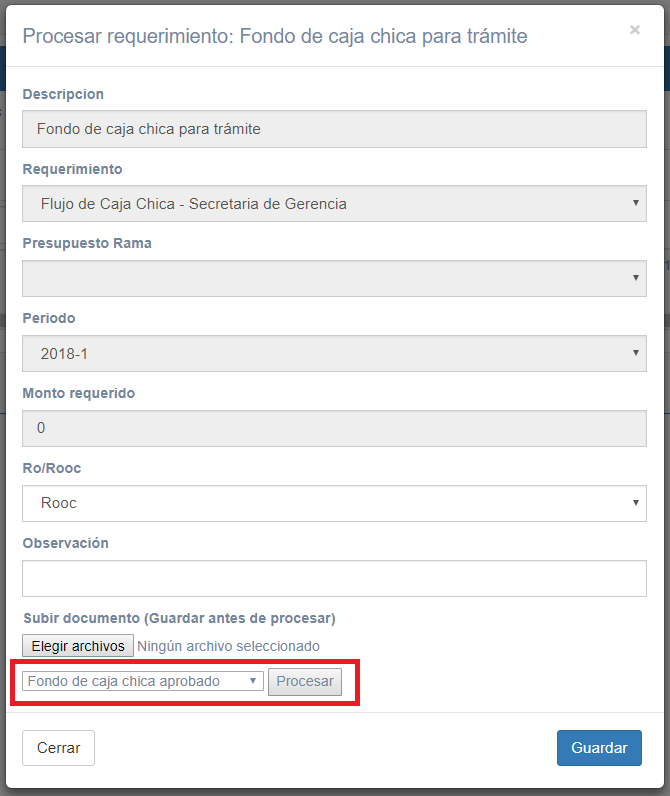 Procesar requerimiento: Fondo de caja chica para trámite
×
Descripcion
Fondo de caja chica para trámite
Requerimiento
Flujo de Caja Chica - Secretaria de Gerencia
Presupuesto Rama
Periodo
2018-1
Monto requerido
0
Ro/Rooc
Rooc
Observación
Subir documento (Guardar antes de procesar)
Elegir archivos Ningún archivo seleccionado
Fondo de caja chica aprobado Procesar
Cerrar Guardar